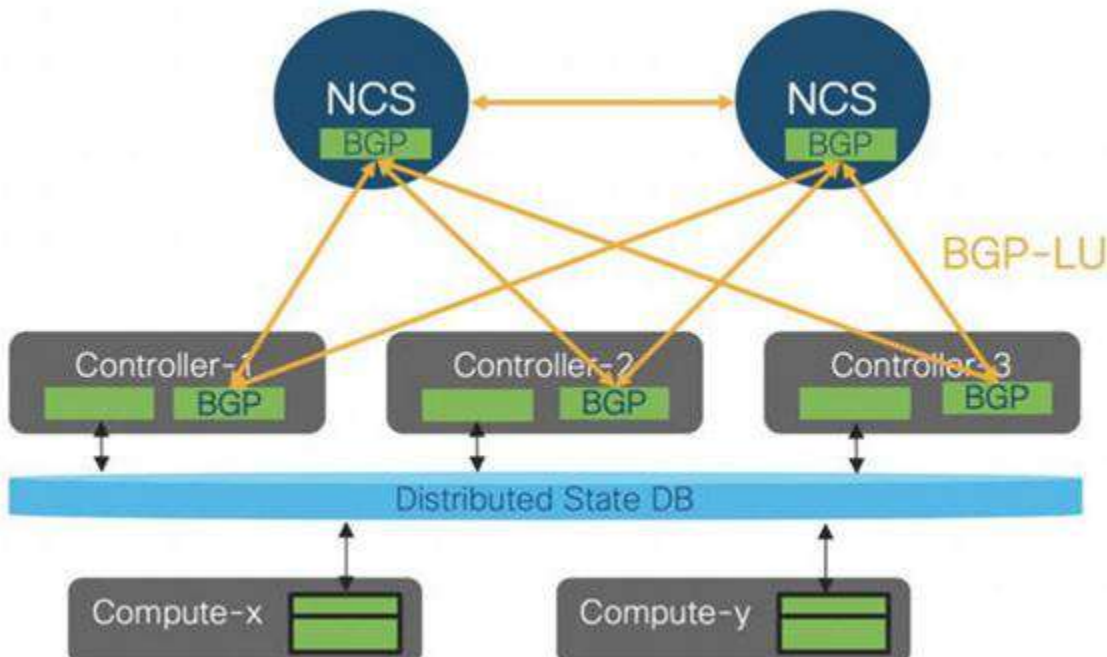 NCS
BGP
NCS
BGP
BGP-LU
Controller-1
BGP
Controller-2
BGP
Controller-3
BGP
Distributed State DB
Compute-x
Compute-y